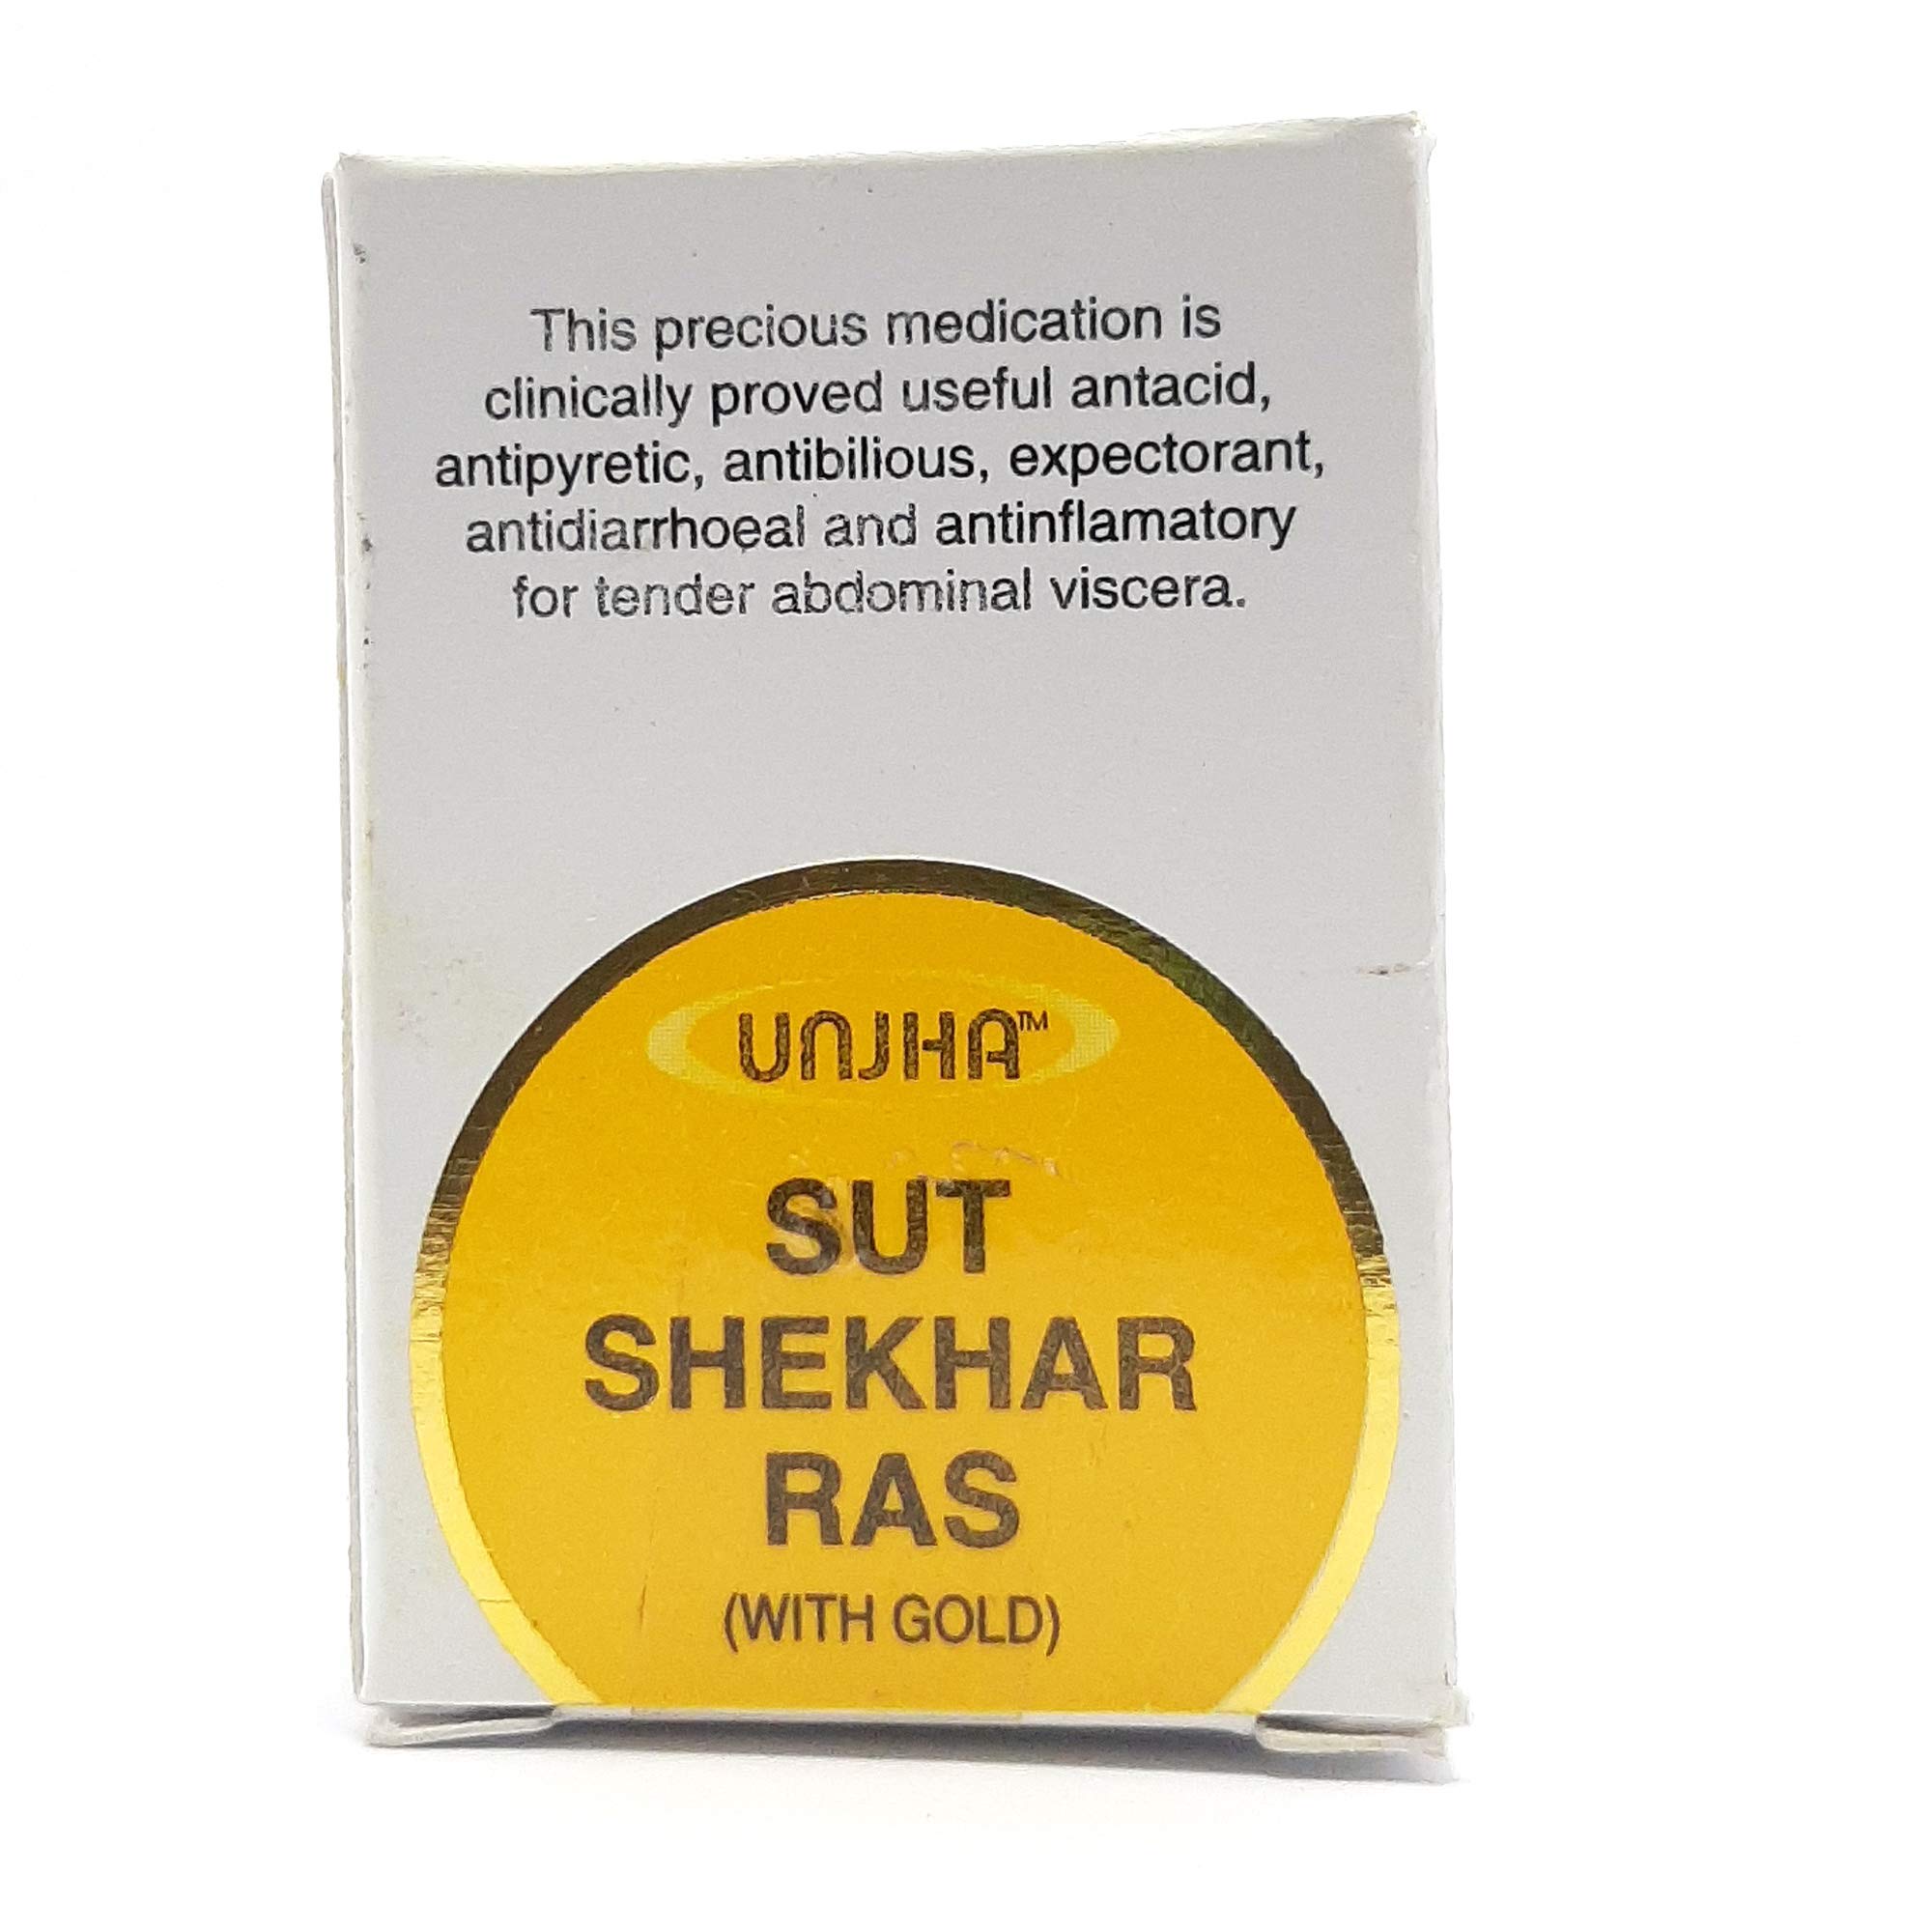 This precious medication is
clinically proved useful antacid,
antipyretic, antibilious, expectorant,
antidiarrhoeal and antinflamatory
for tender abdominal viscera.
UNJHA™
SUT
SHEKHAR
RAS
(WITH GOLD)